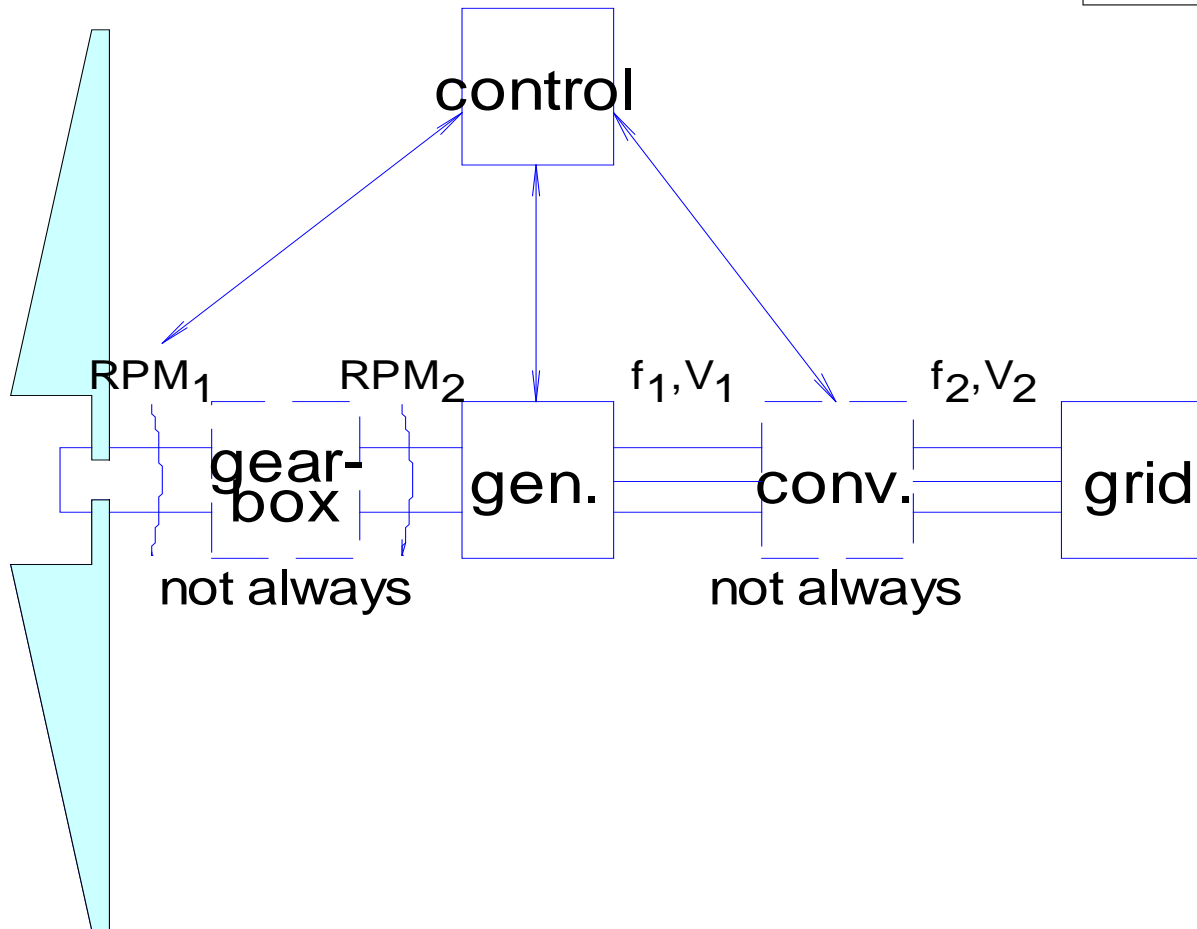 control
RPM₁ RPM₂ f₁,V₁ f₂,V₂
gear-
box
gen.
conv.
grid
not always
not always